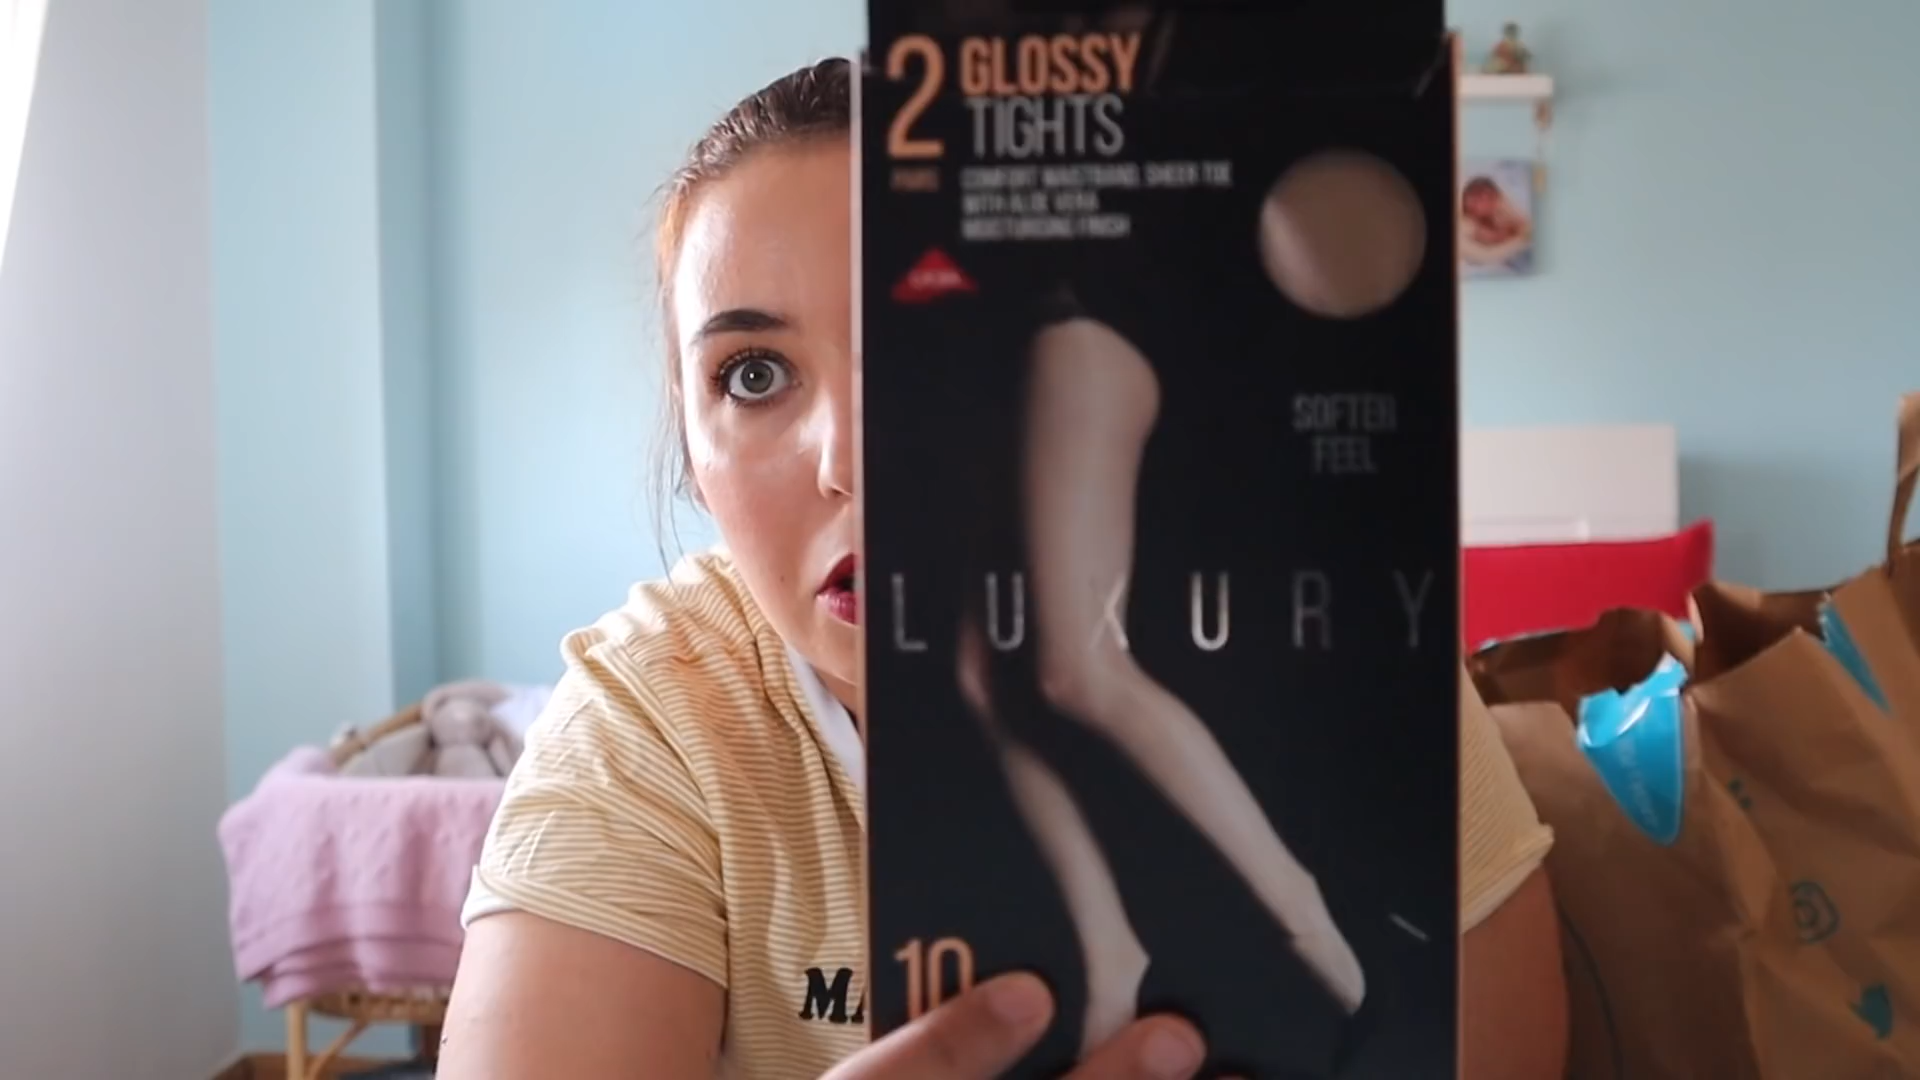 2 GLOSSY
TIGHTS
PAIRS
COMFORT WAISTBAND, SHEER TOE
WITH ALOE VERA
MOISTURISING FINISH
SOFTER
FEEL
LUXURY
10
MA